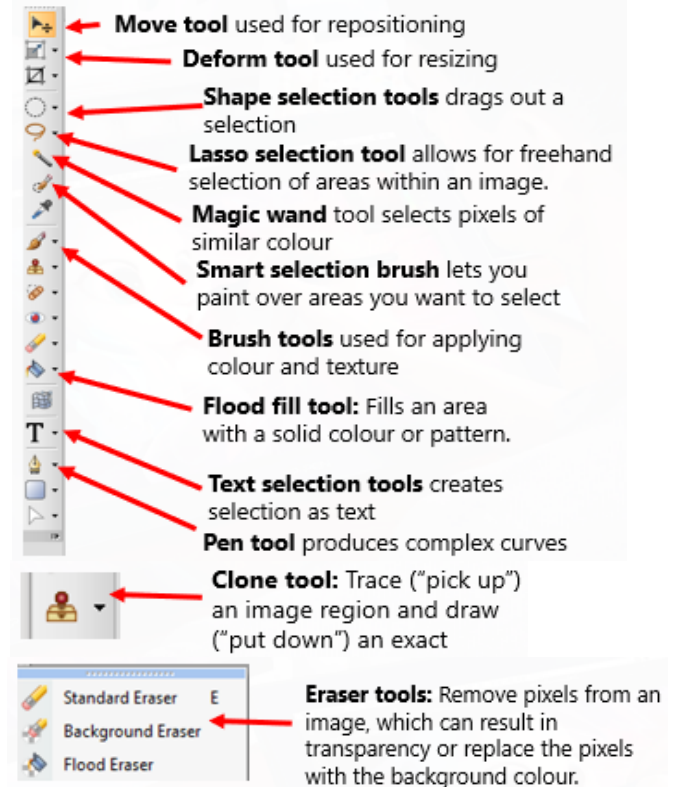 Move tool used for repositioning
Deform tool used for resizing
Shape selection tools drags out a
selection
Lasso selection tool allows for freehand
selection of areas within an image.
Magic wand tool selects pixels of
similar colour
Smart selection brush lets you
paint over areas you want to select
Brush tools used for applying
colour and texture
Flood fill tool: Fills an area
with a solid colour or pattern.
T
Text selection tools creates
selection as text
Pen tool produces complex curves
Clone tool: Trace (“pick up”)
an image region and draw
(“put down”) an exact
Standard Eraser E
Background Eraser
Flood Eraser
Eraser tools: Remove pixels from an
image, which can result in
transparency or replace the pixels
with the background colour.